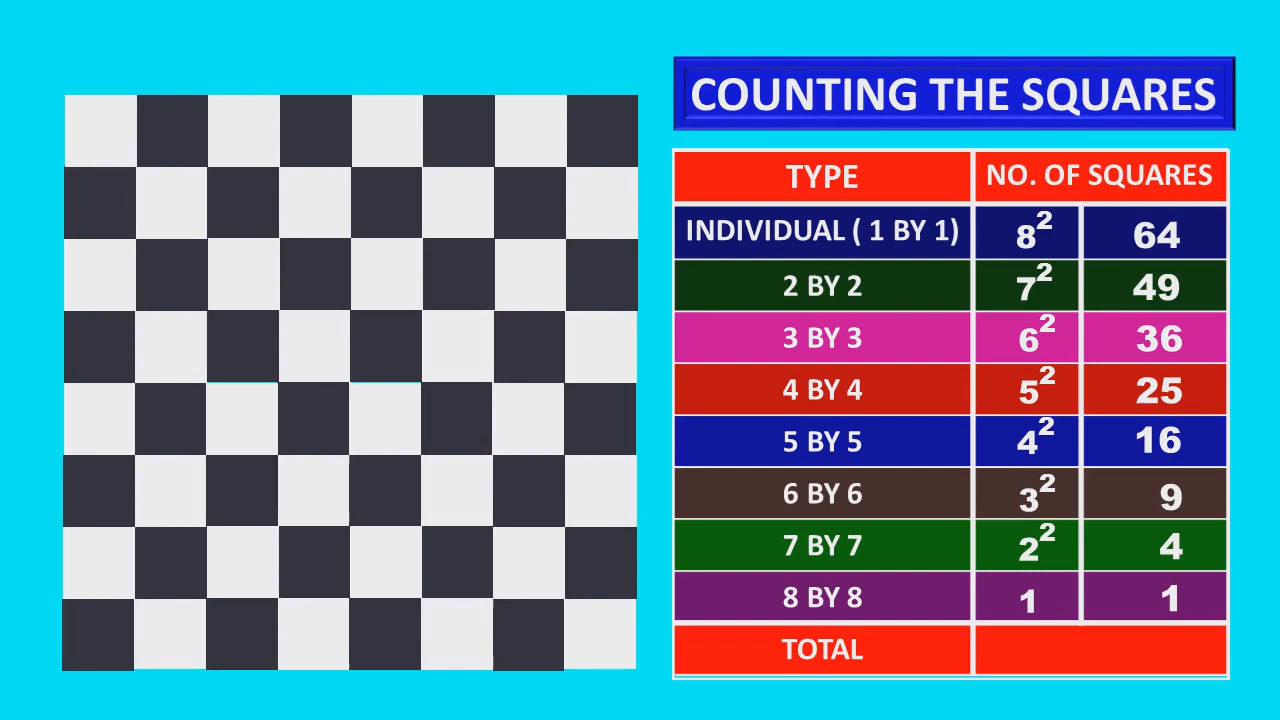 COUNTING THE SQUARES
TYPE NO. OF SQUARES
INDIVIDUAL ( 1 BY 1) 8² 64
2 BY 2 7² 49
3 BY 3 6² 36
4 BY 4 5² 25
5 BY 5 4² 16
6 BY 6 3² 9
7 BY 7 2² 4
8 BY 8 1 1
TOTAL